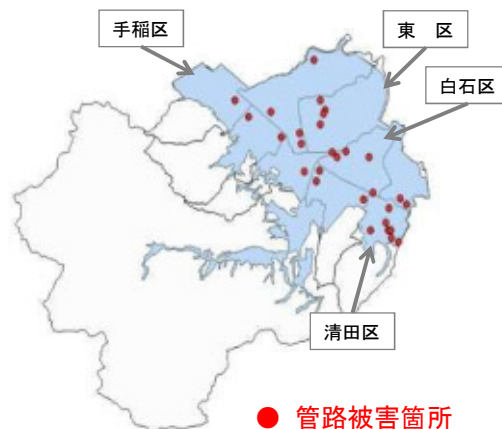 手稲区
東　区
白石区
清田区
● 管路被害箇所